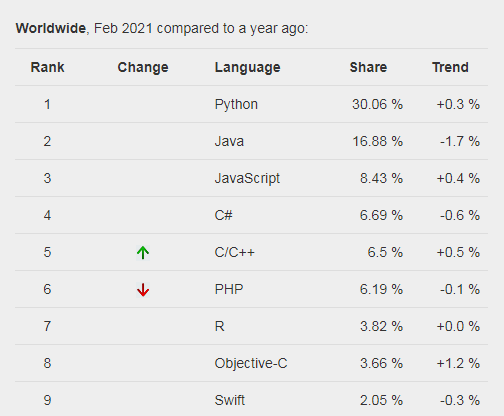 Worldwide, Feb 2021 compared to a year ago:
Rank Change Language Share Trend
1 Python 30.06 % +0.3 %
2 Java 16.88 % -1.7 %
3 JavaScript 8.43 % +0.4 %
4 C# 6.69 % -0.6 %
5 C/C++ 6.5 % +0.5 %
6 PHP 6.19 % -0.1 %
7 R 3.82 % +0.0 %
8 Objective-C 3.66 % +1.2 %
9 Swift 2.05 % -0.3 %